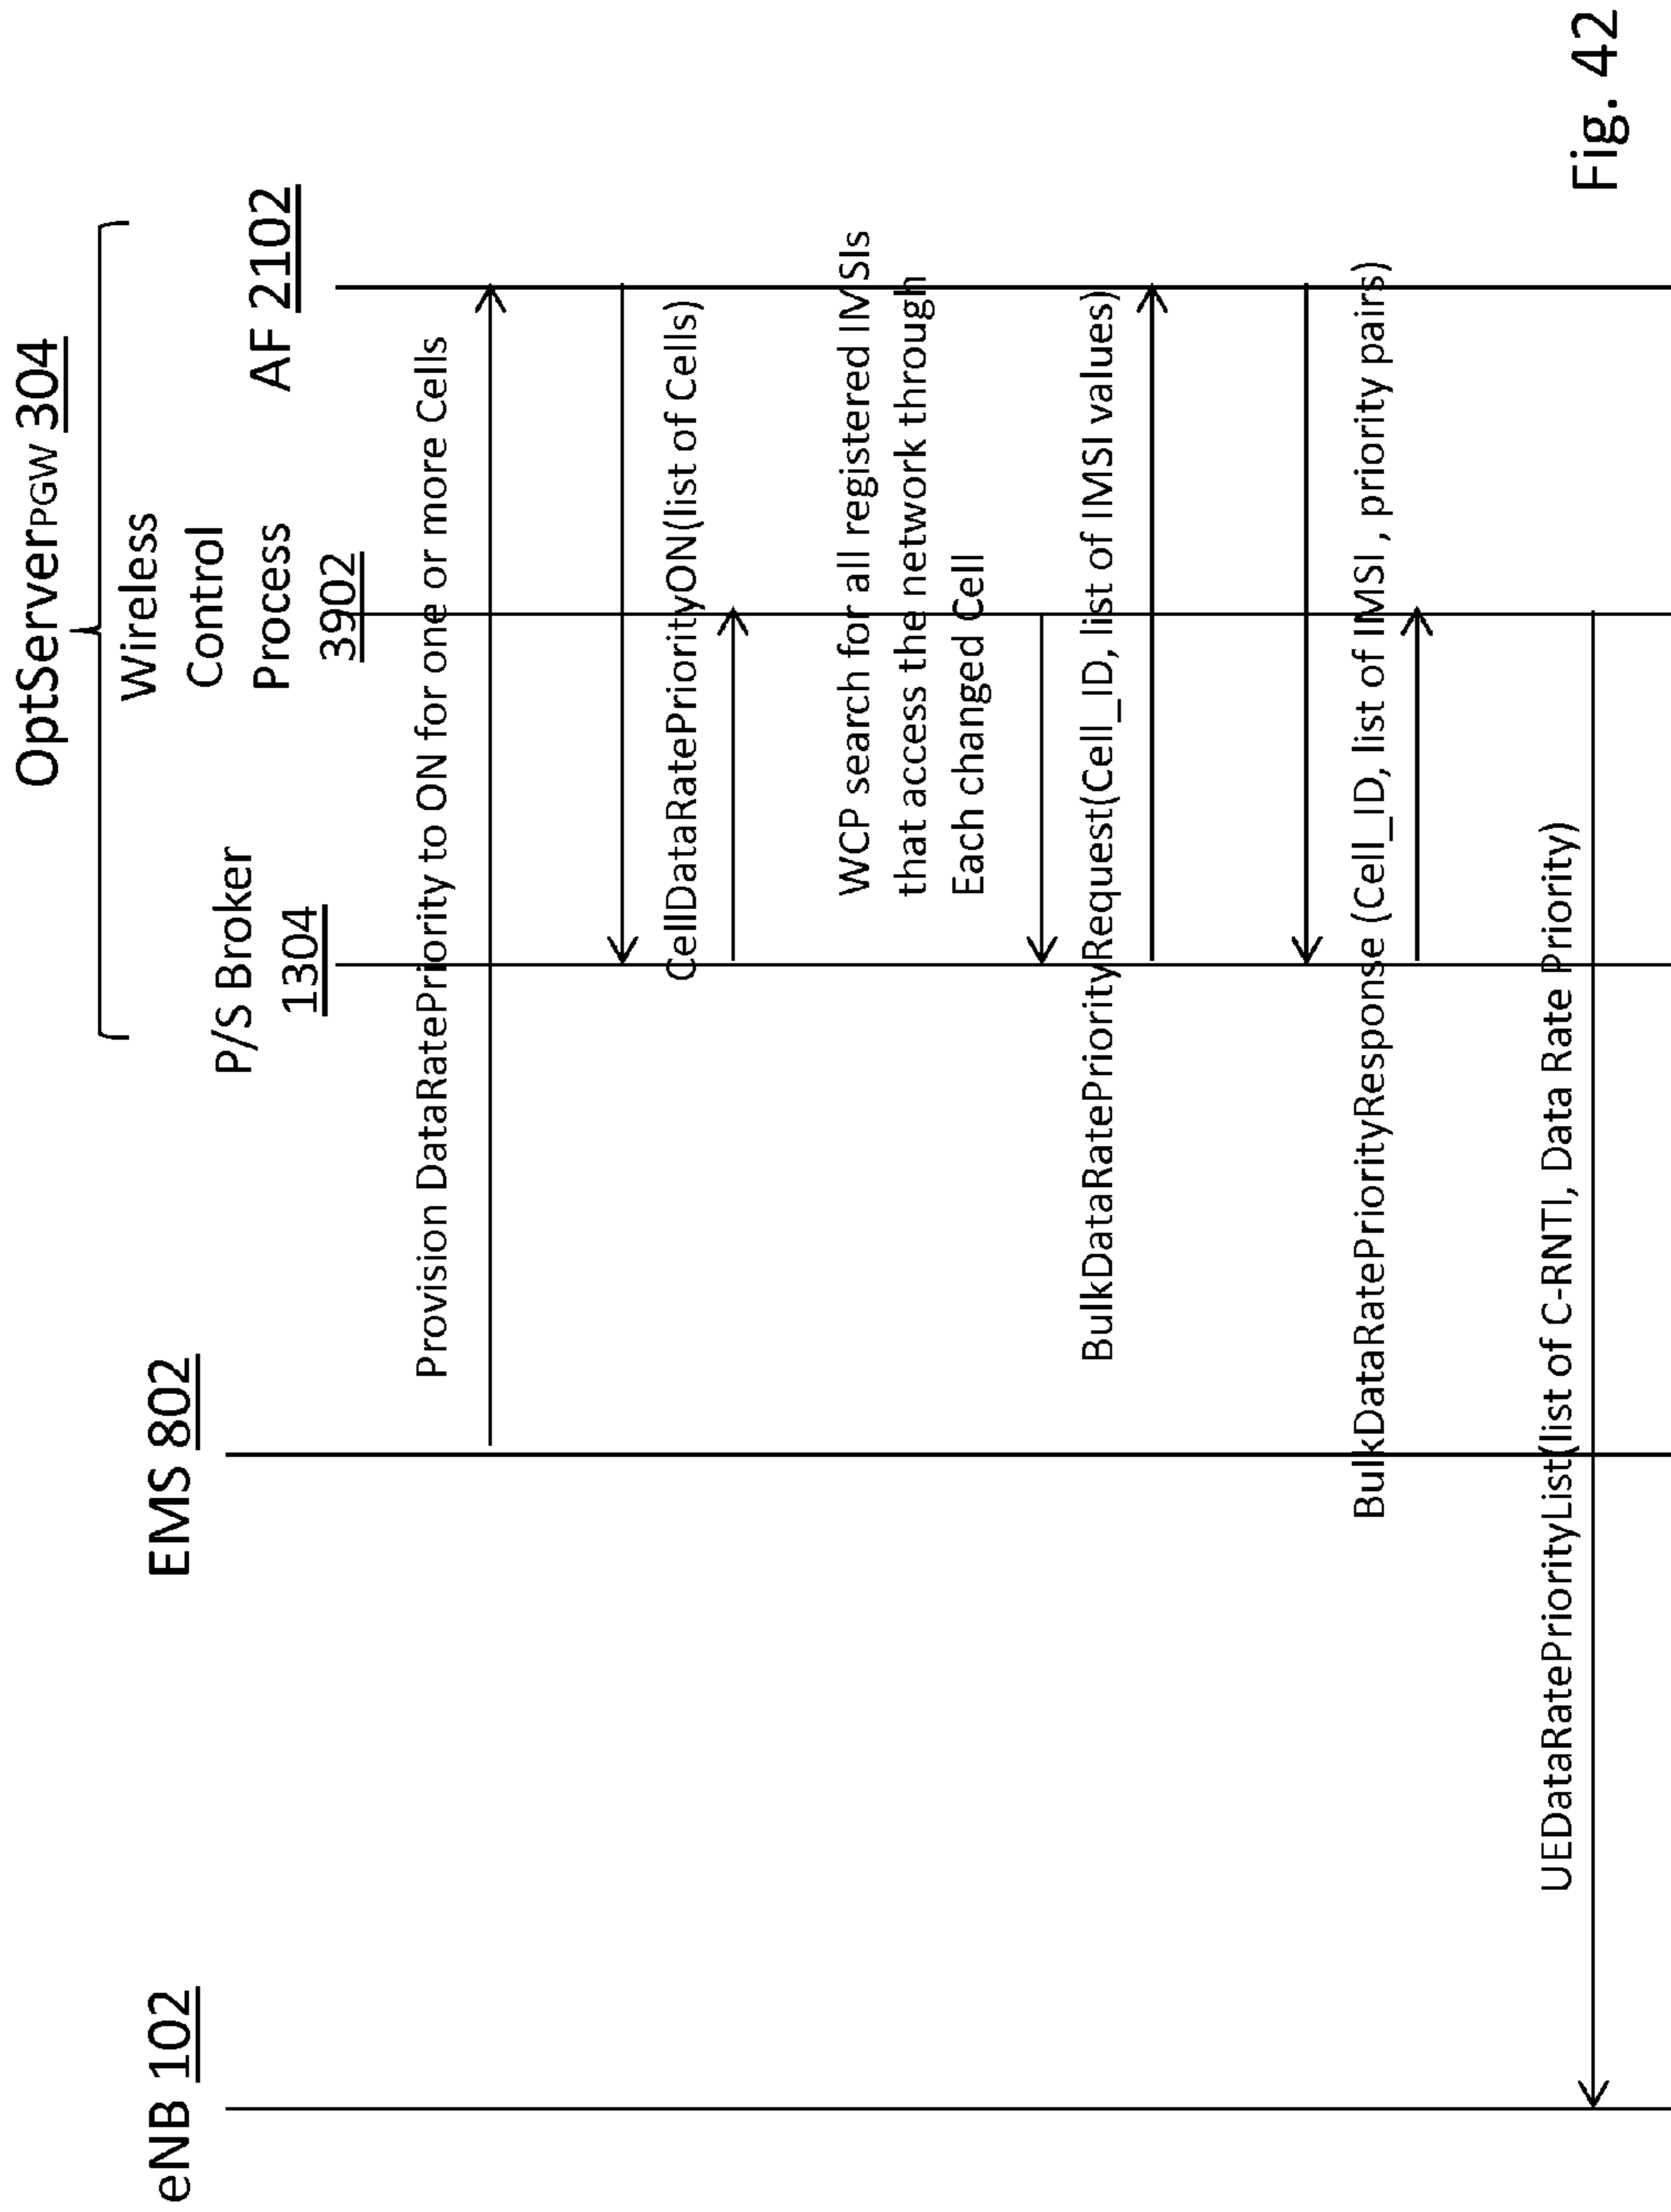 OptServerPGW 304
eNB 102
EMS 802
P/S Broker
1304
Wireless
Control
Process
3902
AF 2102
Provision DataRatePriority to ON for one or more Cells
CellDataRatePriorityON(list of Cells)
WCP search for all registered IMSIs
that access the network through
Each changed Cell
BulkDataRatePriorityRequest(Cell_ID, list of IMSI values)
BulkDataRatePriorityResponse (Cell_ID, list of IMSI , priority pairs)
UEDataRatePriorityList(list of C-RNTI, Data Rate Priority)
Fig. 42